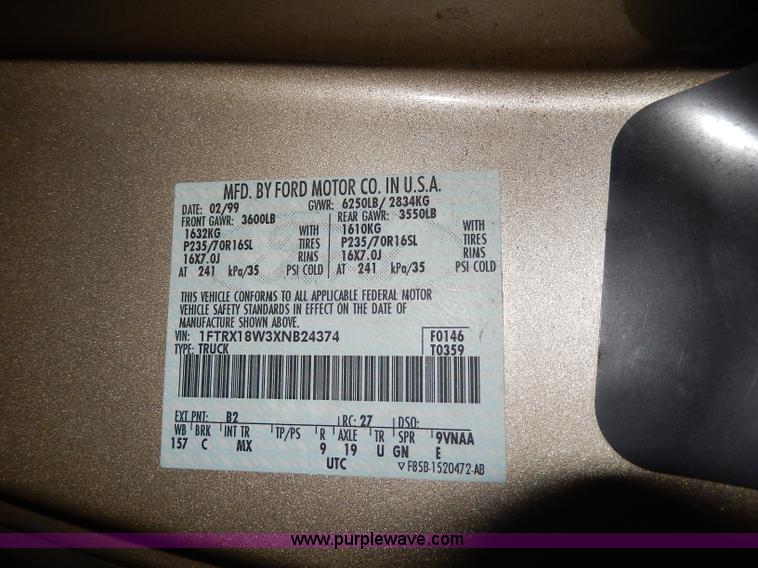 MFD. BY FORD MOTOR CO. IN U.S.A.
DATE: 02/99 GVWR: 6250LB/ 2834KG
FRONT GAWR: 3600LB REAR GAWR: 3550LB
1632KG WITH 1610KG WITH
P235/70R16SL TIRES P235/70R16SL TIRES
16X7.0J RIMS 16X7.0J RIMS
AT 241 kPa/35 PSI COLD AT 241 kPa/35 PSI COLD
THIS VEHICLE CONFORMS TO ALL APPLICABLE FEDERAL MOTOR
VEHICLE SAFETY STANDARDS IN EFFECT ON THE DATE OF
MANUFACTURE SHOWN ABOVE.
VIN: 1FTRX18W3XNB24374 F0146
TYPE: TRUCK T0359
EXT PNT: B2 RC: 27 DSO:
WB BRK INT TR TP/PS R AXLE TR SPR 9VNAA
157 C MX 9 19 U GN E
UTC F85B-1520472-AB
www.purplewave.com